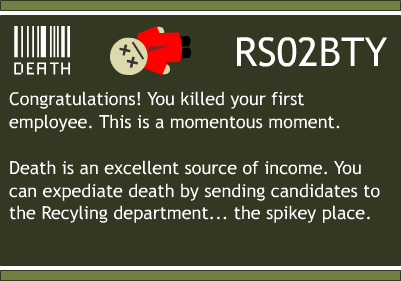 DEATH
RS02BTY
Congratulations! You killed your first
employee. This is a momentous moment.
Death is an excellent source of income. You
can expediate death by sending candidates to
the Recyling department... the spikey place.